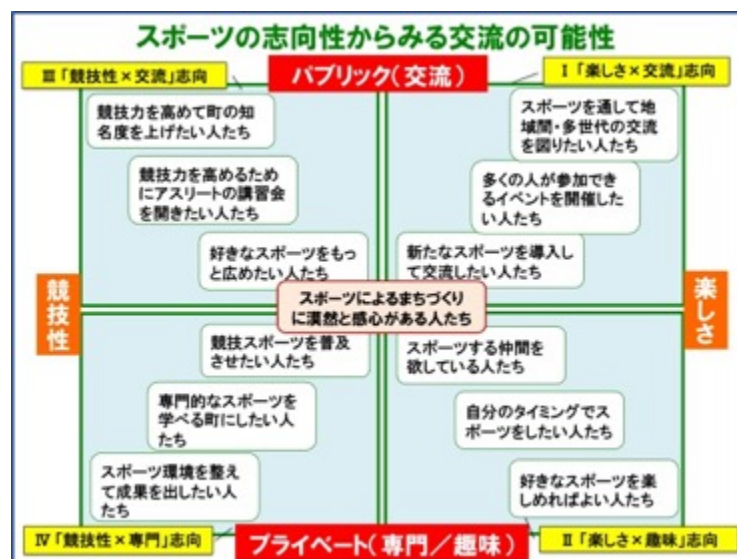 スポーツの志向性からみる交流の可能性
Ⅲ「競技性×交流」志向
パブリック(交流)
Ⅰ「楽しさ×交流」志向
競技力を高めて町の知
名度を上げたい人たち
競技力を高めるため
にアスリートの講習会
を開きたい人たち
好きなスポーツをもっ
と広めたい人たち
スポーツを通して地
域間・多世代の交流
を図りたい人たち
多くの人が参加でき
るイベントを開催した
い人たち
新たなスポーツを導入し
て交流したい人たち
競技性
スポーツによるまちづくり
に漠然と感心がある人たち
楽しさ
競技スポーツを普及
させたい人たち
専門的なスポーツを
学べる町にしたい人
たち
スポーツ環境を整え
て成果を出したい人
たち
スポーツする仲間を
欲している人たち
自分のタイミングでス
ポーツをしたい人たち
好きなスポーツを楽
しめればよい人たち
Ⅳ「競技性×専門」志向
プライベート(専門/趣味)
Ⅱ「楽しさ×趣味」志向